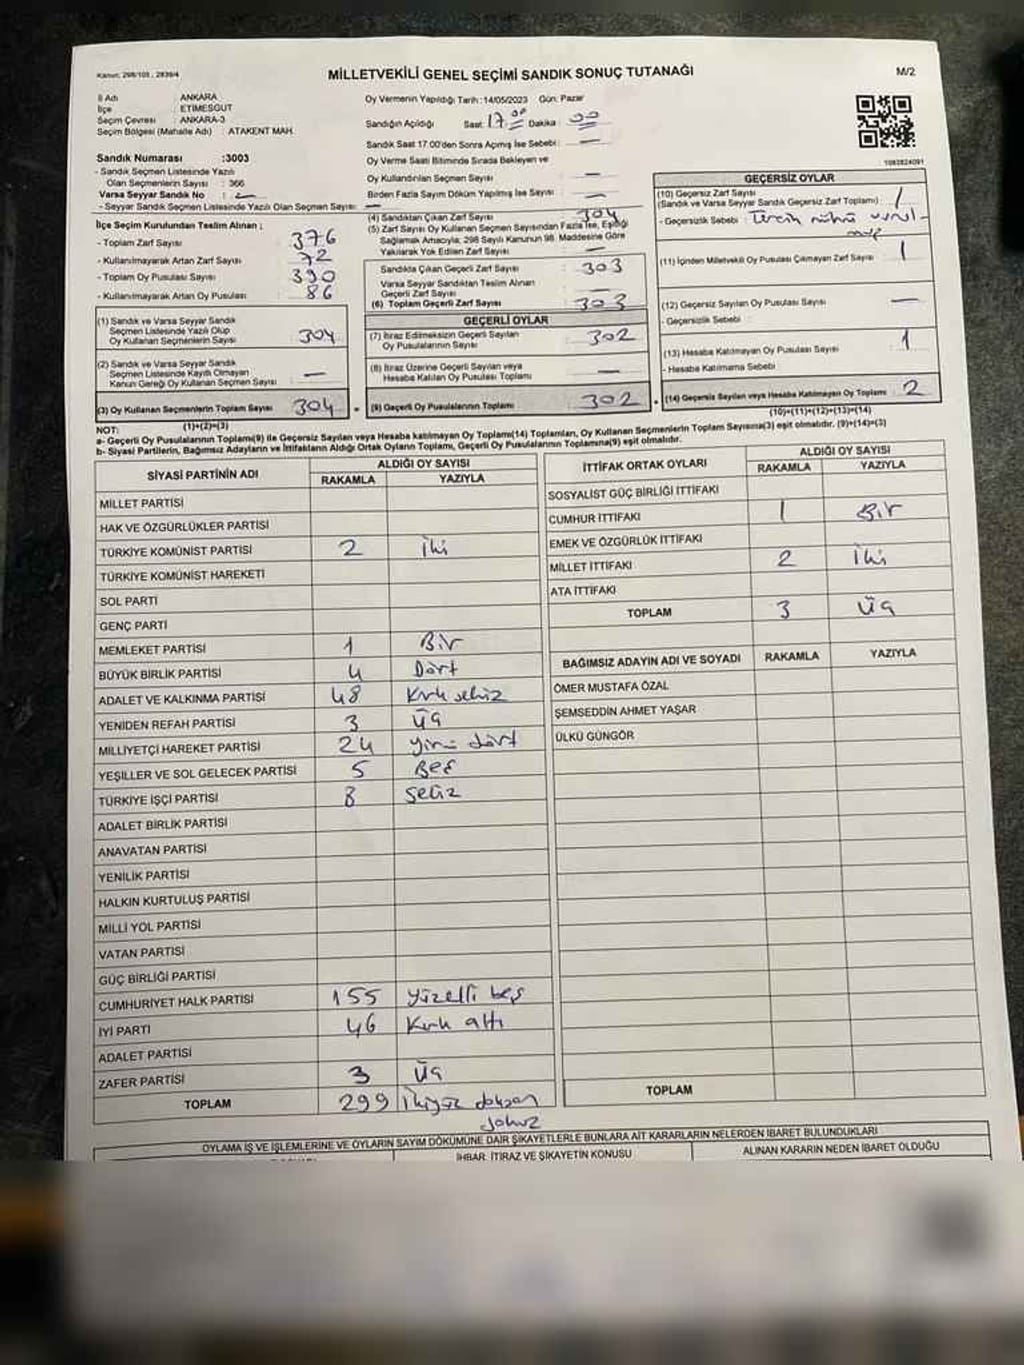 Kanun: 298/105, 2839/4
MİLLETVEKİLİ GENEL SEÇİMİ SANDIK SONUÇ TUTANAĞI
M/2
İl Adı : ANKARA
İlçe : ETİMESGUT
Seçim Çevresi : ANKARA-3
Seçim Bölgesi (Mahalle Adı) : ATAKENT MAH.
Oy Vermenin Yapıldığı Tarih : 14/05/2023 Gün: Pazar
Sandığın Açıldığı Saat: 17.00 Dakika : 00
Sandık Saat 17.00'den Sonra Açılmış İse Sebebi : —
Oy Verme Saati Bitiminde Sırada Bekleyen ve
Oy Kullandırılan Seçmen Sayısı : —
Birden Fazla Sayım Döküm Yapılmış İse Sayısı : —
Sandık Numarası :3003
- Sandık Seçmen Listesinde Yazılı
Olan Seçmenlerin Sayısı : 366
Varsa Seyyar Sandık No : —
- Seyyar Sandık Seçmen Listesinde Yazılı Olan Seçmen Sayısı: —
İlçe Seçim Kurulundan Teslim Alınan ;
- Toplam Zarf Sayısı 376
- Kullanılmayarak Artan Zarf Sayısı 72
- Toplam Oy Pusulası Sayısı 390
- Kullanılmayarak Artan Oy Pusulası 86
(1) Sandık ve Varsa Seyyar Sandık
Seçmen Listesinde Yazılı Olup
Oy Kullanan Seçmenlerin Sayısı 304
(2) Sandık ve Varsa Seyyar Sandık
Seçmen Listesinde Kayıtlı Olmayan
Kanun Gereği Oy Kullanan Seçmen Sayısı —
(3) Oy Kullanan Seçmenlerin Toplam Sayısı 304
(1)+(2)=(3)
(4) Sandıktan Çıkan Zarf Sayısı 304
(5) Zarf Sayısı Oy Kullanan Seçmen Sayısından Fazla İse, Eşitliği
Sağlamak Amacıyla; 298 Sayılı Kanunun 98. Maddesine Göre
Yakılarak Yok Edilen Zarf Sayısı —
Sandıkta Çıkan Geçerli Zarf Sayısı 303
Varsa Seyyar Sandıktan Teslim Alınan
Geçerli Zarf Sayısı —
(6) Toplam Geçerli Zarf Sayısı 303
GEÇERLİ OYLAR
(7) İtiraz Edilmeksizin Geçerli Sayılan
Oy Pusulalarının Sayısı 302
(8) İtiraz Üzerine Geçerli Sayılan veya
Hesaba Katılan Oy Pusulası Toplamı —
(9) Geçerli Oy Pusulalarının Toplamı 302
GEÇERSİZ OYLAR
(10) Geçersiz Zarf Sayısı
(Sandık ve Varsa Seyyar Sandık Geçersiz Zarf Toplamı) : 1
- Geçersizlik Sebebi : Tercih mührü vurul-
muş
(11) İçinden Milletvekili Oy Pusulası Çıkmayan Zarf Sayısı 1
(12) Geçersiz Sayılan Oy Pusulası Sayısı —
- Geçersizlik Sebebi :
(13) Hesaba Katılmayan Oy Pusulası Sayısı 1
- Hesaba Katılmama Sebebi
(14) Geçersiz Sayılan veya Hesaba Katılmayan Oy Toplamı 2
(10)+(11)+(12)+(13)=(14)
NOT:
a- Geçerli Oy Pusulalarının Toplamı(9) ile Geçersiz Sayılan veya Hesaba katılmayan Oy Toplamı(14) Toplamları, Oy Kullanan Seçmenlerin Toplam Sayısına(3) eşit olmalıdır. (9)+(14)=(3)
b- Siyasi Partilerin, Bağımsız Adayların ve İttifakların Aldığı Ortak Oyların Toplamı, Geçerli Oy Pusulalarının Toplamına(9) eşit olmalıdır.
SİYASİ PARTİNİN ADI ALDIĞI OY SAYISI
RAKAMLA YAZIYLA
MİLLET PARTİSİ
HAK VE ÖZGÜRLÜKLER PARTİSİ
TÜRKİYE KOMÜNİST PARTİSİ 2 iki
TÜRKİYE KOMÜNİST HAREKETİ
SOL PARTİ
GENÇ PARTİ
MEMLEKET PARTİSİ 1 Bir
BÜYÜK BİRLİK PARTİSİ 4 Dört
ADALET VE KALKINMA PARTİSİ 48 Kırk sekiz
YENİDEN REFAH PARTİSİ 3 Üç
MİLLİYETÇİ HAREKET PARTİSİ 24 yirmi dört
YEŞİLLER VE SOL GELECEK PARTİSİ 5 Beş
TÜRKİYE İŞÇİ PARTİSİ 8 Sekiz
ADALET BİRLİK PARTİSİ
ANAVATAN PARTİSİ
YENİLİK PARTİSİ
HALKIN KURTULUŞ PARTİSİ
MİLLİ YOL PARTİSİ
VATAN PARTİSİ
GÜÇ BİRLİĞİ PARTİSİ
CUMHURİYET HALK PARTİSİ 155 yüzelli beş
İYİ PARTİ 46 Kırk altı
ADALET PARTİSİ
ZAFER PARTİSİ 3 Üç
TOPLAM 299 İkiyüz doksan
dokuz
İTTİFAK ORTAK OYLARI ALDIĞI OY SAYISI
RAKAMLA YAZIYLA
SOSYALİST GÜÇ BİRLİĞİ İTTİFAKI
CUMHUR İTTİFAKI 1 Bir
EMEK VE ÖZGÜRLÜK İTTİFAKI
MİLLET İTTİFAKI 2 İki
ATA İTTİFAKI
TOPLAM 3 Üç
BAĞIMSIZ ADAYIN ADI VE SOYADI RAKAMLA YAZIYLA
ÖMER MUSTAFA ÖZAL
ŞEMSEDDİN AHMET YAŞAR
ÜLKÜ GÜNGÖR
TOPLAM
OYLAMA İŞ VE İŞLEMLERİNE VE OYLARIN SAYIM DÖKÜMÜNE DAİR ŞİKAYETLERLE BUNLARA AİT KARARLARIN NELERDEN İBARET BULUNDUKLARI
İHBAR, İTİRAZ VE ŞİKAYETİN KONUSU
ALINAN KARARIN NEDEN İBARET OLDUĞU